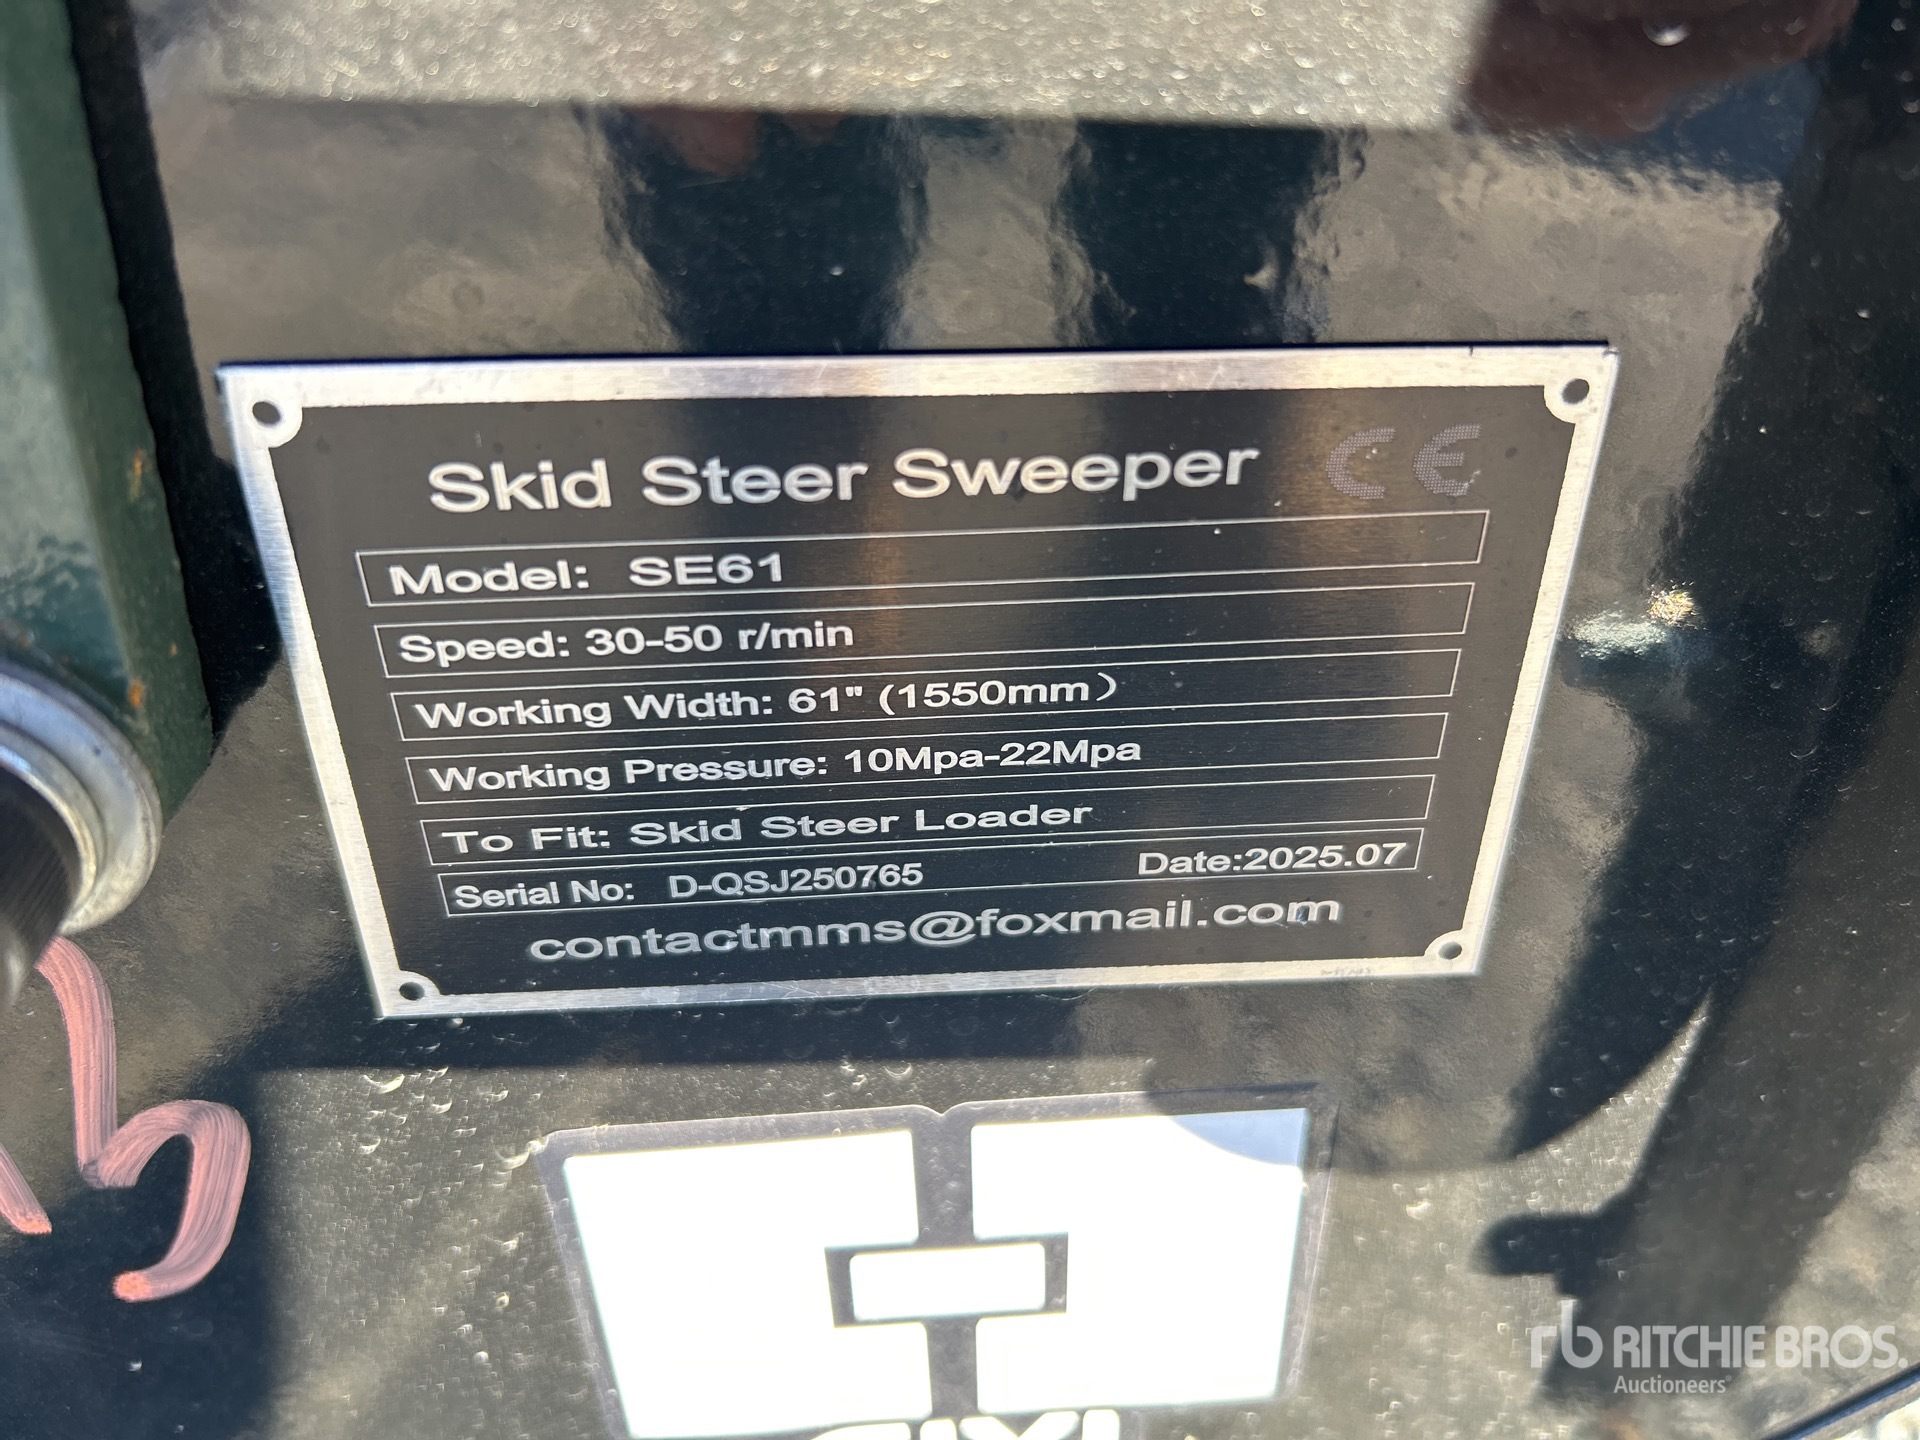 Skid Steer Sweeper CE
Model: SE61
Speed: 30-50 r/min
Working Width: 61" (1550mm）
Working Pressure: 10Mpa-22Mpa
To Fit: Skid Steer Loader
Serial No: D-QSJ250765 Date:2025.07
contactmms@foxmail.com
rb RITCHIE BROS.
Auctioneers